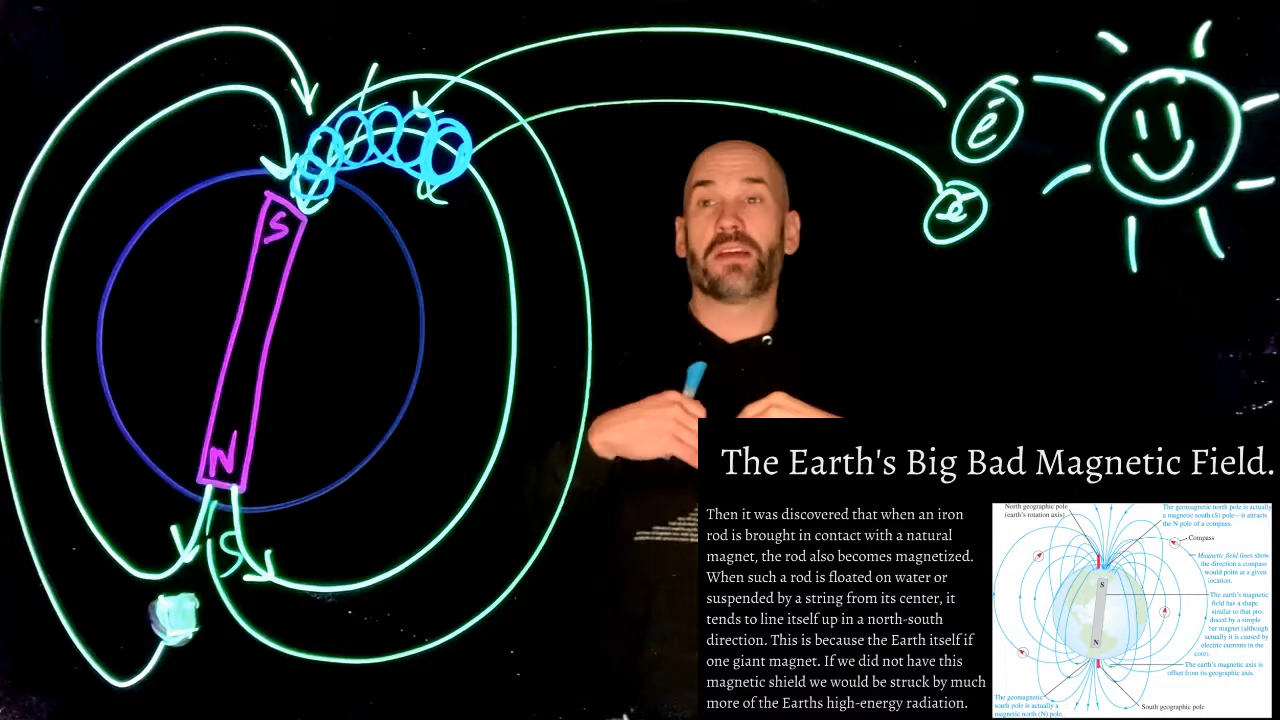 S
N
is
e
e
The Earth's Big Bad Magnetic Field.
Then it was discovered that when an iron
rod is brought in contact with a natural
magnet, the rod also becomes magnetized.
When such a rod is floated on water or
suspended by a string from its center, it
tends to line itself up in a north-south
direction. This is because the Earth itself if
one giant magnet. If we did not have this
magnetic shield we would be struck by much
more of the Earths high-energy radiation.
North geographic pole
(earth's rotation axis)
The geomagnetic north pole is actually
a magnetic south (S) pole—it attracts
the N pole of a compass.
Compass
Magnetic field lines show
the direction a compass
would point at a given
location.
S
The earth's magnetic
field has a shape
similar to that pro-
duced by a simple
bar magnet (although
actually it is caused by
electric currents in the
core).
N
The earth's magnetic axis is
offset from its geographic axis.
The geomagnetic
south pole is actually a
magnetic north (N) pole.
South geographic pole